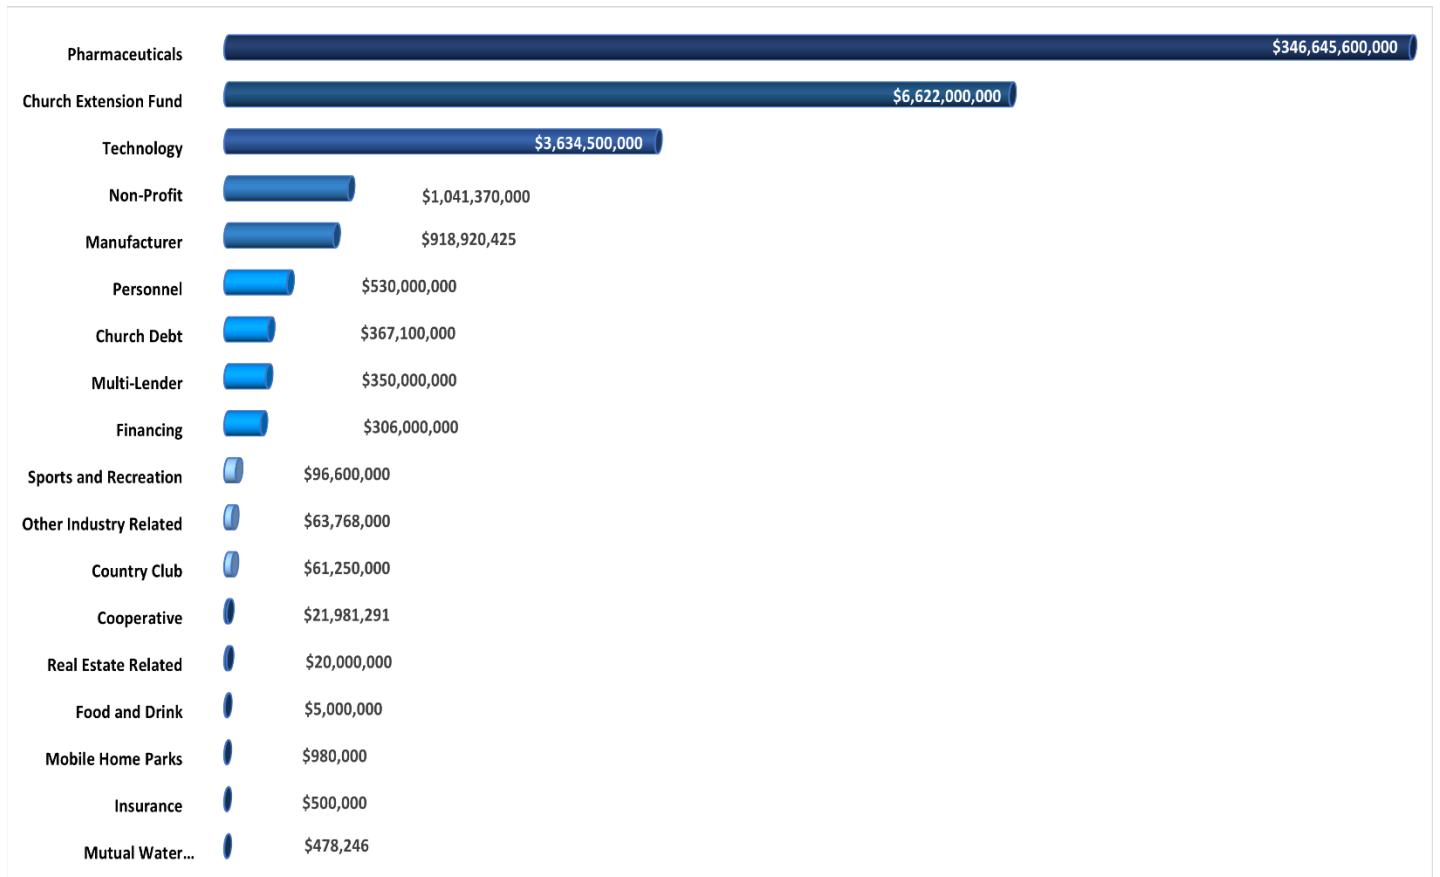 Pharmaceuticals $346,645,600,000
Church Extension Fund $6,622,000,000
Technology $3,634,500,000
Non-Profit $1,041,370,000
Manufacturer $918,920,425
Personnel $530,000,000
Church Debt $367,100,000
Multi-Lender $350,000,000
Financing $306,000,000
Sports and Recreation $96,600,000
Other Industry Related $63,768,000
Country Club $61,250,000
Cooperative $21,981,291
Real Estate Related $20,000,000
Food and Drink $5,000,000
Mobile Home Parks $980,000
Insurance $500,000
Mutual Water... $478,246